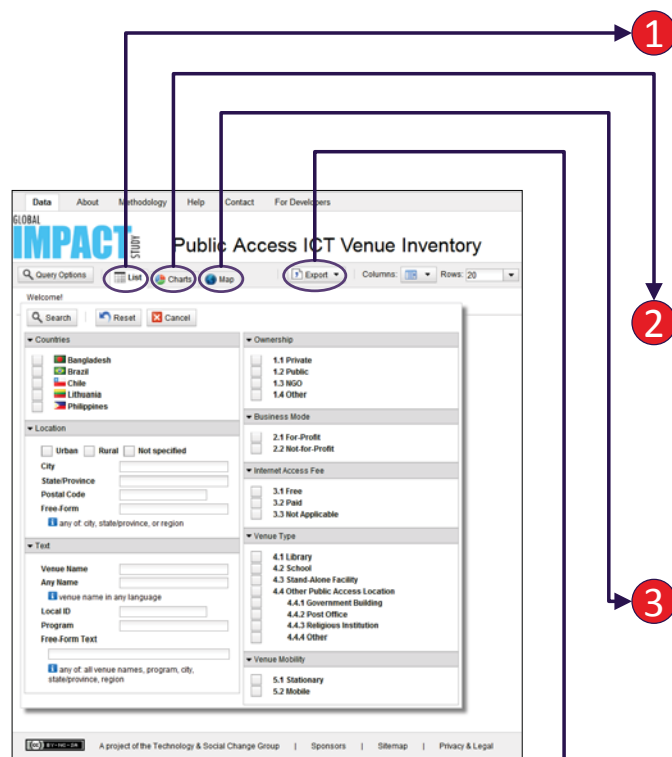 1
Data About Methodology Help Contact For Developers
GLOBAL
IMPACT STUDY
Public Access ICT Venue Inventory
Query Options List Charts Map Export Columns: Rows: 20
Welcome!
2
Search Reset Cancel
Countries
Bangladesh
Brazil
Chile
Lithuania
Philippines
Location
Urban Rural Not specified
City
State/Province
Postal Code
Free-Form
any of: city, state/province, or region
Text
Venue Name
Any Name
venue name in any language
Local ID
Program
Free-Form Text
any of: all venue names, program, city,
state/province, region
Ownership
1.1 Private
1.2 Public
1.3 NGO
1.4 Other
Business Mode
2.1 For-Profit
2.2 Not-for-Profit
Internet Access Fee
3.1 Free
3.2 Paid
3.3 Not Applicable
Venue Type
4.1 Library
4.2 School
4.3 Stand-Alone Facility
4.4 Other Public Access Location
4.4.1 Government Building
4.4.2 Post Office
4.4.3 Religious Institution
4.4.4 Other
Venue Mobility
5.1 Stationary
5.2 Mobile
3
(cc) BY-NC-SA A project of the Technology & Social Change Group | Sponsors | Sitemap | Privacy & Legal